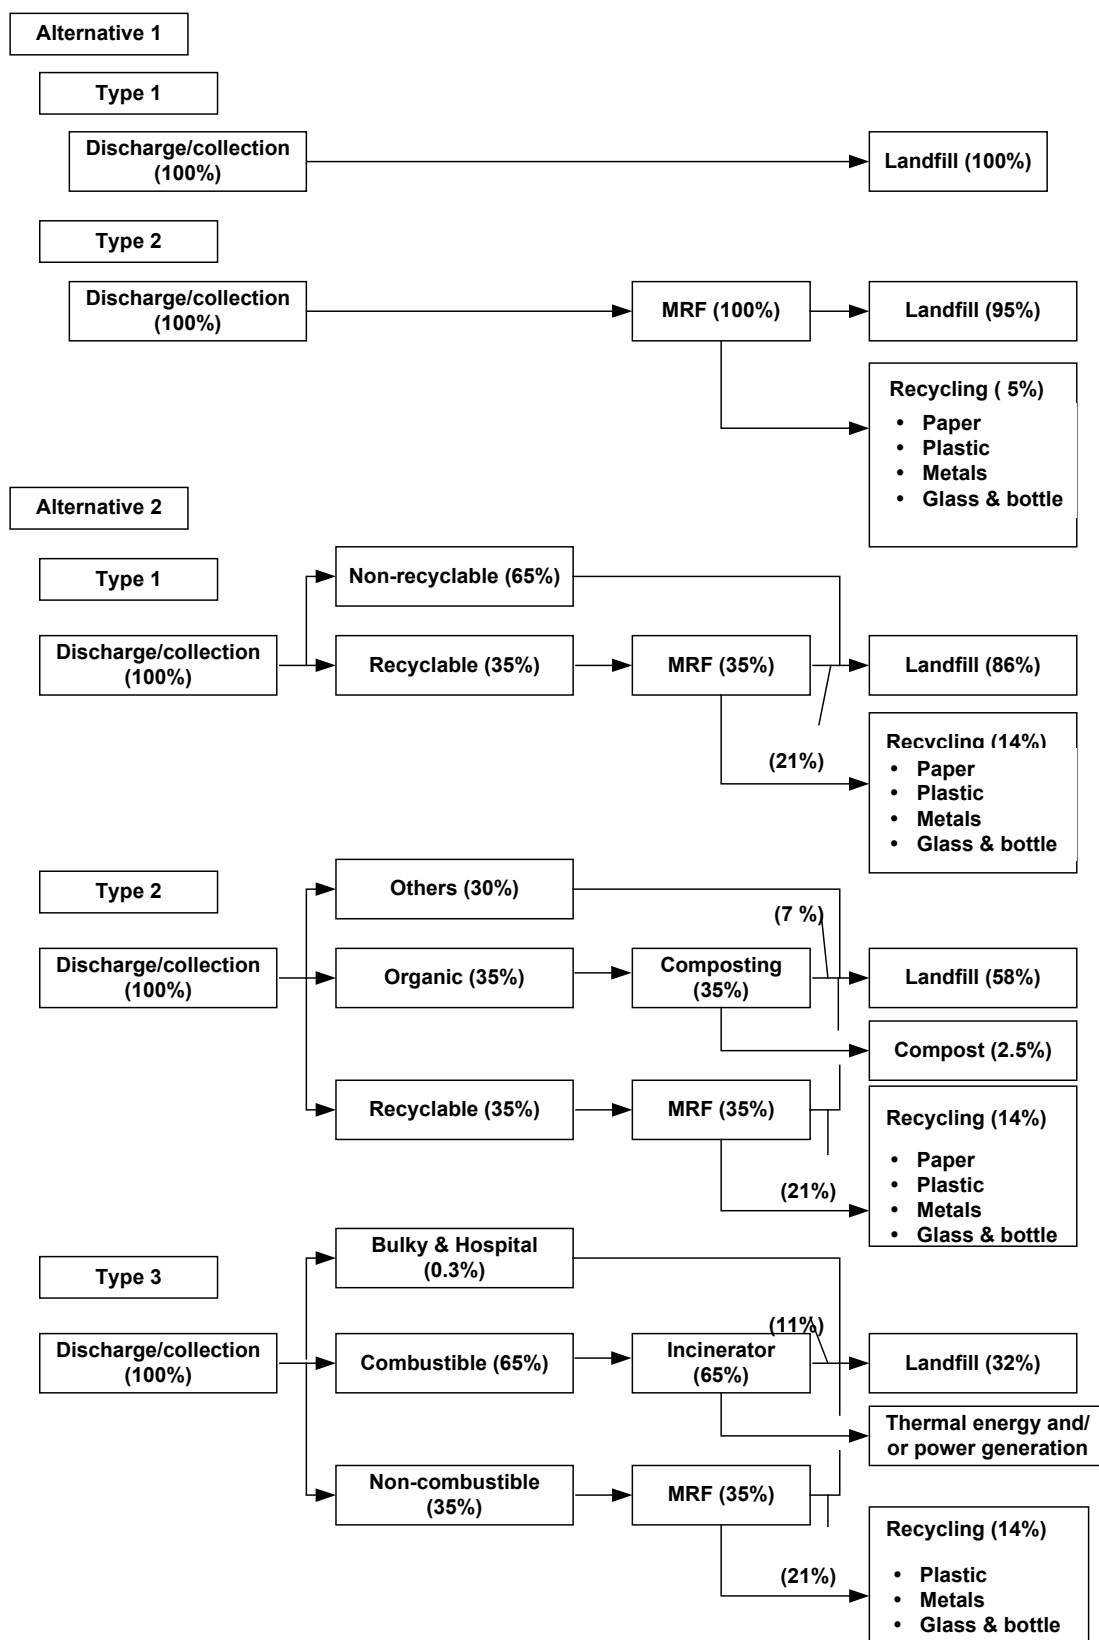 Alternative 1
Type 1
Discharge/collection
(100%)
Landfill (100%)
Type 2
Discharge/collection
(100%)
MRF (100%)
Landfill (95%)
Recycling ( 5%)
• Paper
• Plastic
• Metals
• Glass & bottle
Alternative 2
Type 1
Non-recyclable (65%)
Discharge/collection
(100%)
Recyclable (35%)
MRF (35%)
Landfill (86%)
(21%)
Recycling (14%)
• Paper
• Plastic
• Metals
• Glass & bottle
Type 2
Others (30%)
(7 %)
Discharge/collection
(100%)
Organic (35%)
Composting
(35%)
Landfill (58%)
Compost (2.5%)
Recyclable (35%)
MRF (35%)
(21%)
Recycling (14%)
• Paper
• Plastic
• Metals
• Glass & bottle
Type 3
Bulky & Hospital
(0.3%)
(11%)
Discharge/collection
(100%)
Combustible (65%)
Incinerator
(65%)
Landfill (32%)
Thermal energy and/
or power generation
Non-combustible
(35%)
MRF (35%)
(21%)
Recycling (14%)
• Plastic
• Metals
• Glass & bottle